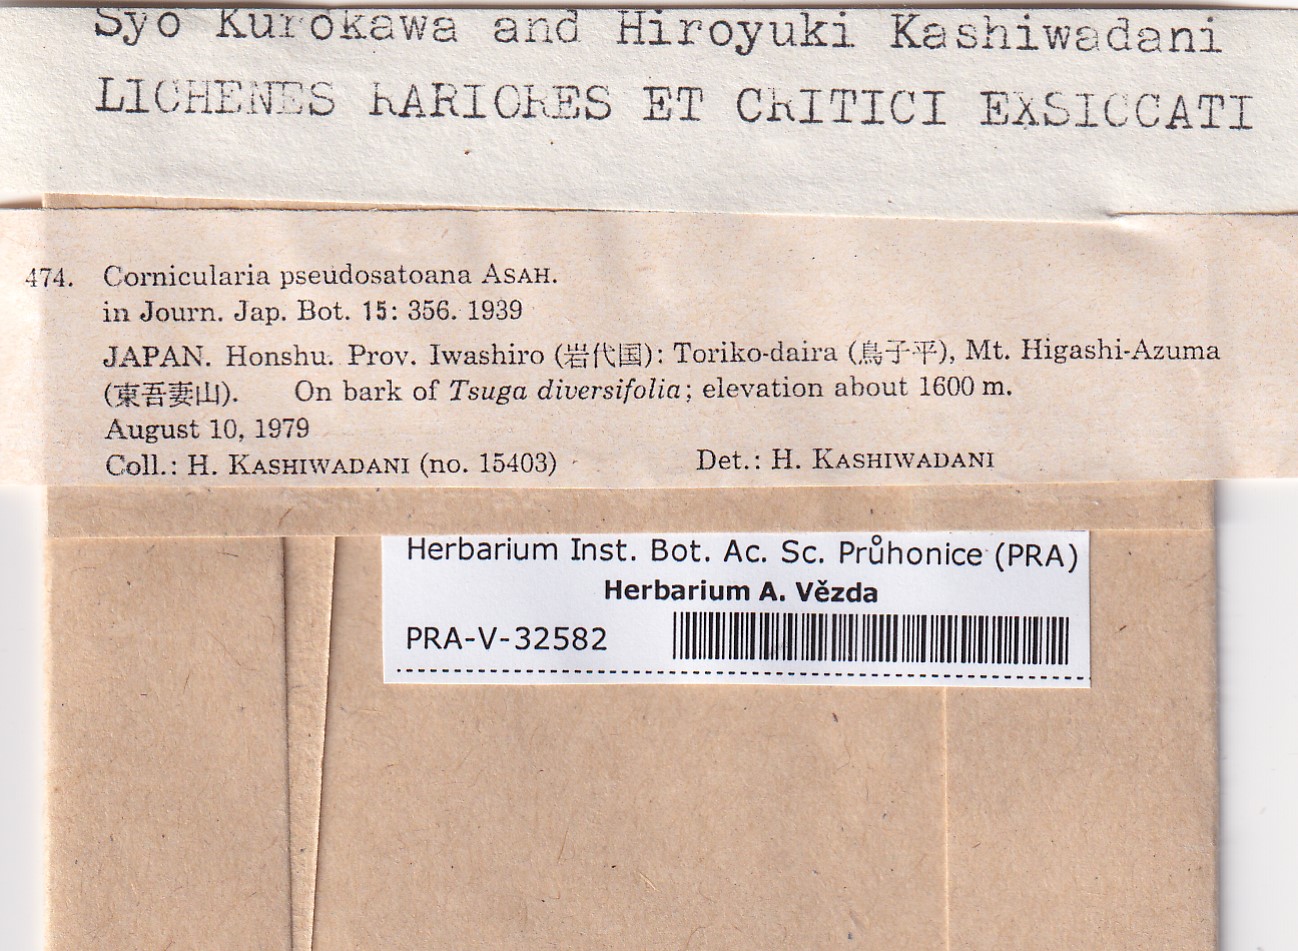 Syo Kurokawa and Hiroyuki Kashiwadani
LICHENES RARIORES ET CRITICI EXSICCATI
474. Cornicularia pseudosatoana ASAH.
in Journ. Jap. Bot. 15: 356. 1939
JAPAN. Honshu. Prov. Iwashiro (岩代国): Toriko-daira (鳥子平), Mt. Higashi-Azuma
(東吾妻山). On bark of Tsuga diversifolia; elevation about 1600 m.
August 10, 1979
Coll.: H. KASHIWADANI (no. 15403) Det.: H. KASHIWADANI
Herbarium Inst. Bot. Ac. Sc. Průhonice (PRA)
Herbarium A. Vězda
PRA-V-32582